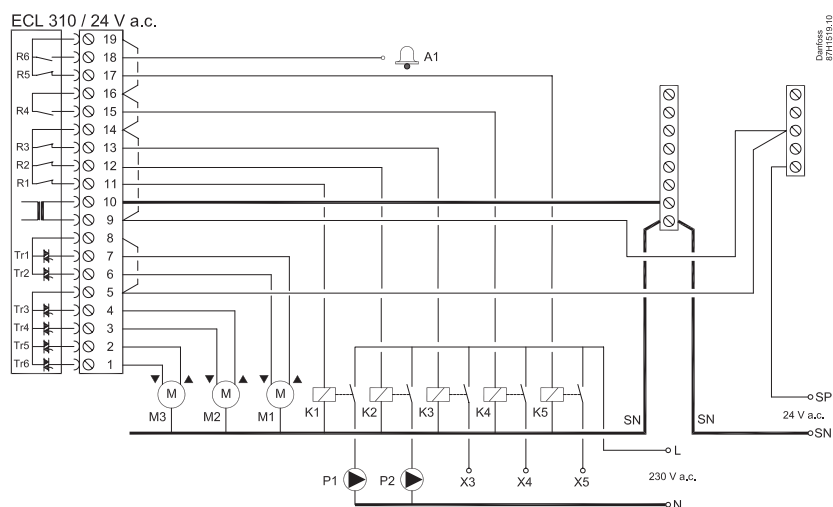 ECL 310 / 24 V a.c.
Danfoss
87H1519.10
19
R6 18 A1
R5 17
16
R4 15
14
R3 13
R2 12
R1 11
10
9
8
Tr1 7
Tr2 6
5
Tr3 4
Tr4 3
Tr5 2
Tr6 1
SP
M M M K1 K2 K3 K4 K5
24 V a.c.
M3 M2 M1
SN SN SN
L
P1 P2 X3 X4 X5 230 V a.c.
N